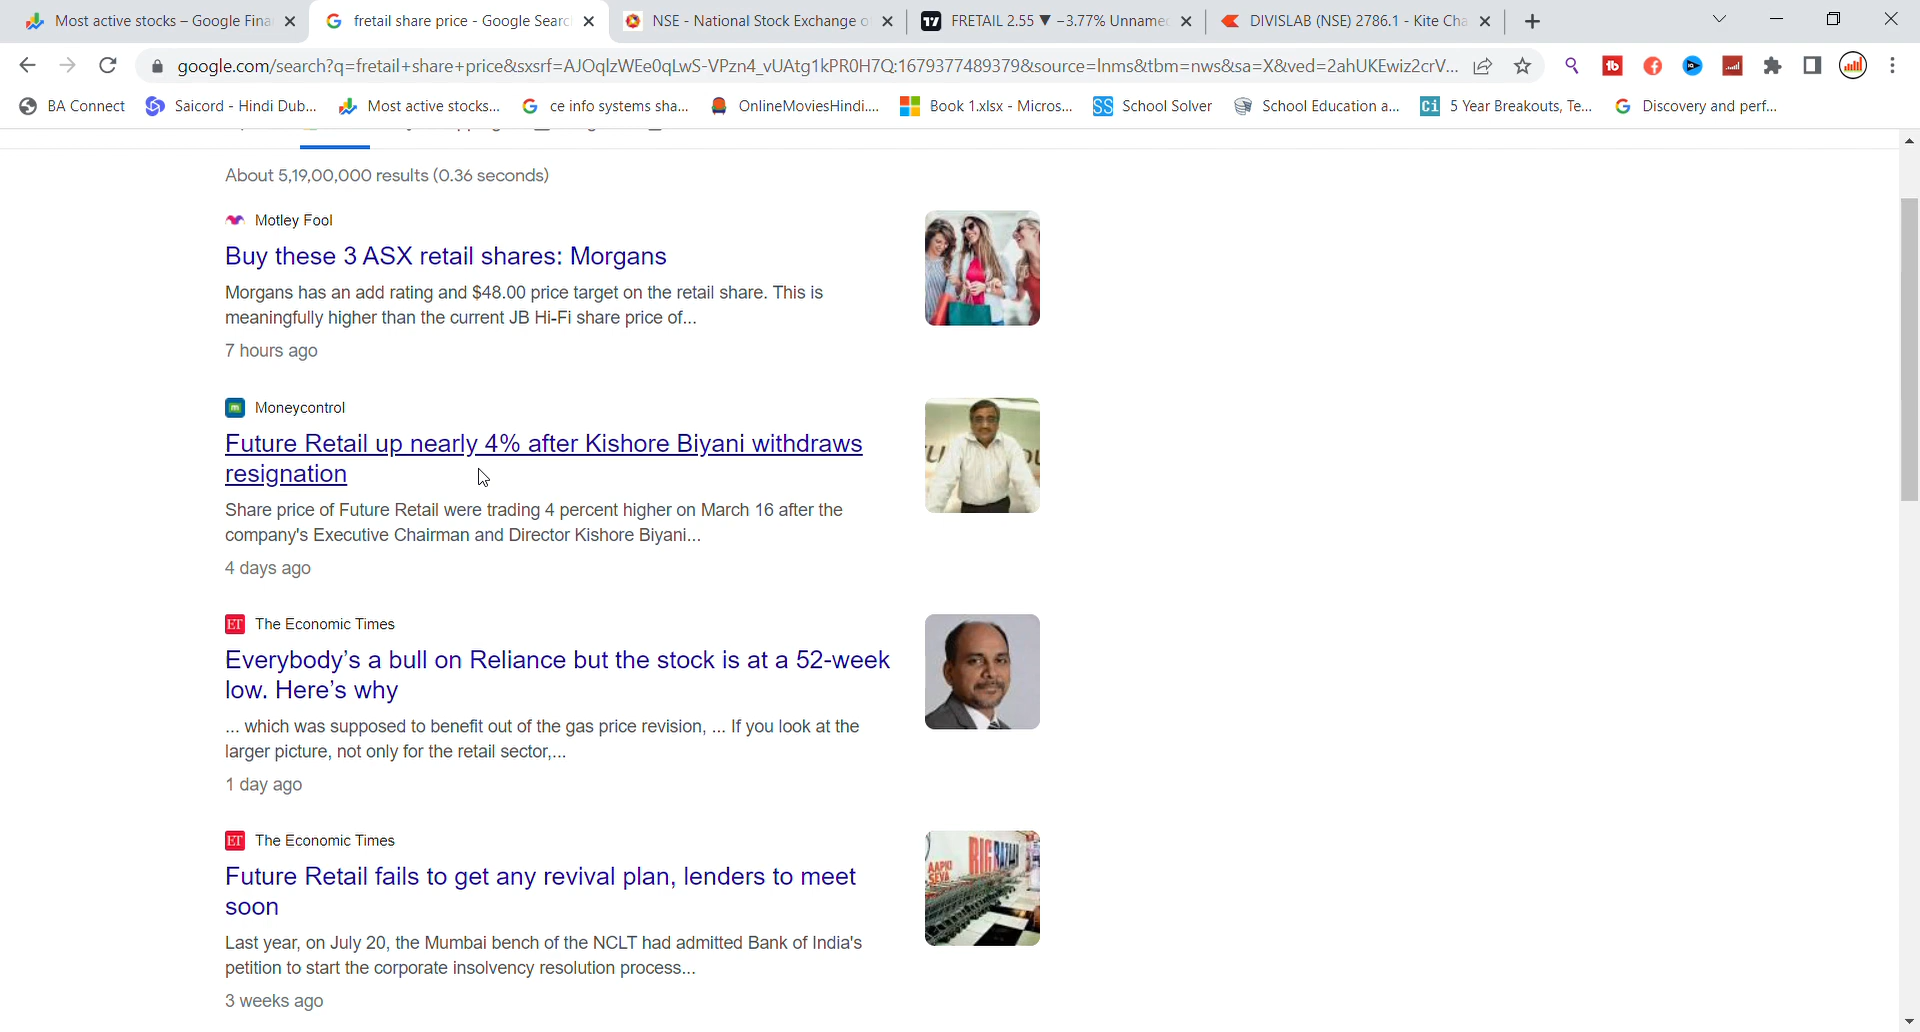 Most active stocks – Google Fina
fretail share price - Google Searc
NSE - National Stock Exchange o
FRETAIL 2.55 ▼ −3.77% Unname
DIVISLAB (NSE) 2786.1 - Kite Cha
google.com/search?q=fretail+share+price&sxsrf=AJOqlzWEe0qLwS-VPzn4_vUAtg1kPR0H7Q:1679377489379&source=lnms&tbm=nws&sa=X&ved=2ahUKEwiz2crV...
BA Connect
Saicord - Hindi Dub...
Most active stocks...
ce info systems sha...
OnlineMoviesHindi....
Book 1.xlsx - Micros...
School Solver
School Education a...
5 Year Breakouts, Te...
Discovery and perf...
About 5,19,00,000 results (0.36 seconds)
Motley Fool
Buy these 3 ASX retail shares: Morgans
Morgans has an add rating and $48.00 price target on the retail share. This is
meaningfully higher than the current JB Hi-Fi share price of...
7 hours ago
Moneycontrol
Future Retail up nearly 4% after Kishore Biyani withdraws
resignation
Share price of Future Retail were trading 4 percent higher on March 16 after the
company's Executive Chairman and Director Kishore Biyani...
4 days ago
ET The Economic Times
Everybody's a bull on Reliance but the stock is at a 52-week
low. Here's why
... which was supposed to benefit out of the gas price revision, ... If you look at the
larger picture, not only for the retail sector,...
1 day ago
ET The Economic Times
Future Retail fails to get any revival plan, lenders to meet
soon
Last year, on July 20, the Mumbai bench of the NCLT had admitted Bank of India's
petition to start the corporate insolvency resolution process...
3 weeks ago